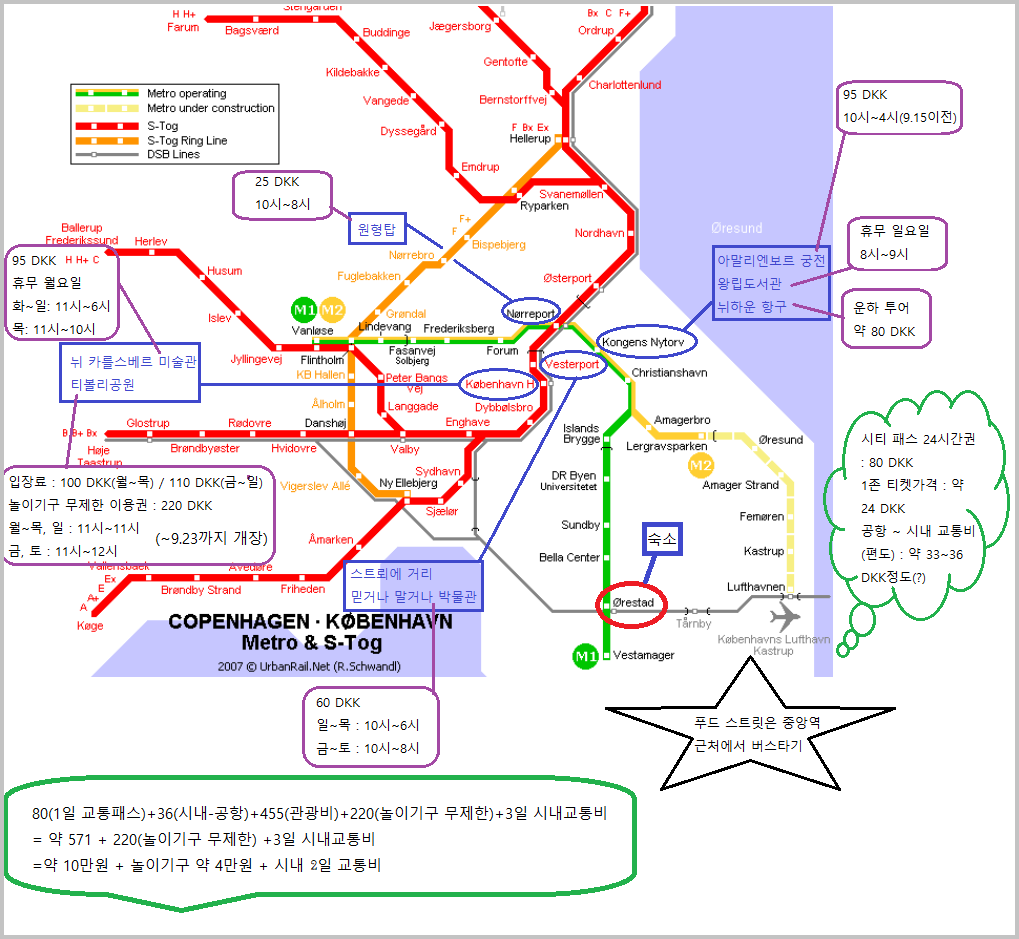 H H+
Farum
Bagsværd
Stengården
Buddinge
Kildebakke
Vangede
Dyssegård
Emdrup
Jægersborg
Gentofte
Bernstorffvej
F Bx Ex
Hellerup
Bx C F+
Ordrup
Charlottenlund
Metro operating
Metro under construction
S-Tog
S-Tog Ring Line
DSB Lines
95 DKK
10시~4시(9.15이전)
25 DKK
10시~8시
원형탑
Svanemøllen
Ryparken
F+
F
Bispebjerg
Nørrebro
Fuglebakken
Grøndal
Nordhavn
Østerport
Øresund
아말리엔보르 궁전
왕립도서관
뉘하운 항구
휴무 일요일
8시~9시
운하 투어
약 80 DKK
Ballerup
Frederikssund
H H+ C
Herlev
Husum
Islev
Jyllingevej
95 DKK
휴무 월요일
화~일: 11시~6시
목: 11시~10시
M1
M2
Vanløse
Flintholm
Lindevang
Fasanvej
Solbjerg
Frederiksberg
Forum
Nørreport
Kongens Nytorv
Christianshavn
Vesterport
København H
Dybbølsbro
뉘 카를스베르 미술관
티볼리공원
KB Hallen
Ålholm
Danshøj
Peter Bangs
Vej
Langgade
Valby
Enghave
B B+ Bx
Høje
Taastrup
Glostrup
Brøndbyøster
Rødovre
Hvidovre
Vigerslev Allé
Ny Ellebjerg
Sydhavn
Sjælør
Åmarken
Islands
Brygge
Amagerbro
Lergravsparken
M2
Øresund
Amager Strand
Femøren
Kastrup
Lufthavnen
DR Byen
Universitetet
Sundby
Bella Center
숙소
Ørestad
Tårnby
Københavns Lufthavn
Kastrup
M1
Vestamager
입장료 : 100 DKK(월~목) / 110 DKK(금~일)
놀이기구 무제한 이용권 : 220 DKK
월~목, 일 : 11시~11시
금, 토 : 11시~12시
(~9.23까지 개장)
시티 패스 24시간권
: 80 DKK
1존 티켓가격 : 약
24 DKK
공항 ~ 시내 교통비
(편도) : 약 33~36
DKK정도(?)
Vallensbæk
Ex
E
A+
A
Køge
Brøndby Strand
Avedøre
Friheden
스트뢰에 거리
믿거나 말거나 박물관
COPENHAGEN · KØBENHAVN
Metro & S-Tog
2007 © UrbanRail.Net (R.Schwandl)
60 DKK
일~목 : 10시~6시
금~토 : 10시~8시
푸드 스트릿은 중앙역
근처에서 버스타기
80(1일 교통패스)+36(시내-공항)+455(관광비)+220(놀이기구 무제한)+3일 시내교통비
= 약 571 + 220(놀이기구 무제한) +3일 시내교통비
=약 10만원 + 놀이기구 약 4만원 + 시내 2일 교통비